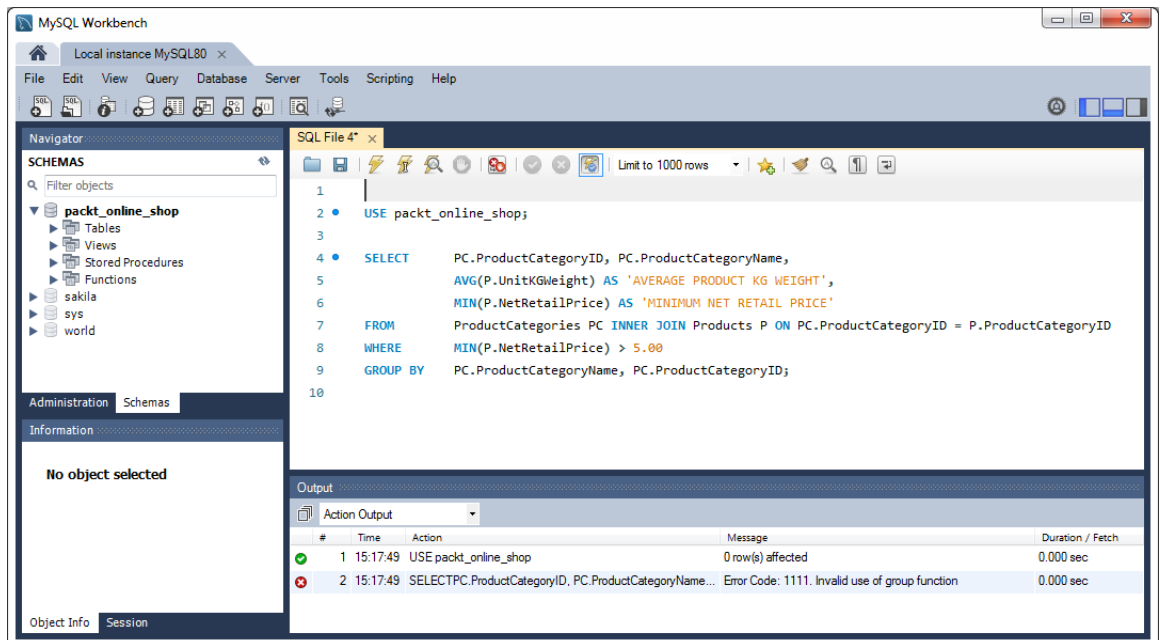 MySQL Workbench
Local instance MySQL80
File Edit View Query Database Server Tools Scripting Help
Navigator
SCHEMAS
Filter objects
packt_online_shop
Tables
Views
Stored Procedures
Functions
sakila
sys
world
Administration Schemas
Information
No object selected
Object Info Session
SQL File 4*
Limit to 1000 rows
1
2 USE packt_online_shop;
3
4 SELECT PC.ProductCategoryID, PC.ProductCategoryName,
5 AVG(P.UnitKGWeight) AS 'AVERAGE PRODUCT KG WEIGHT',
6 MIN(P.NetRetailPrice) AS 'MINIMUM NET RETAIL PRICE'
7 FROM ProductCategories PC INNER JOIN Products P ON PC.ProductCategoryID = P.ProductCategoryID
8 WHERE MIN(P.NetRetailPrice) > 5.00
9 GROUP BY PC.ProductCategoryName, PC.ProductCategoryID;
10
Output
Action Output
# Time Action Message Duration / Fetch
1 15:17:49 USE packt_online_shop 0 row(s) affected 0.000 sec
2 15:17:49 SELECTPC.ProductCategoryID, PC.ProductCategoryName... Error Code: 1111. Invalid use of group function 0.000 sec